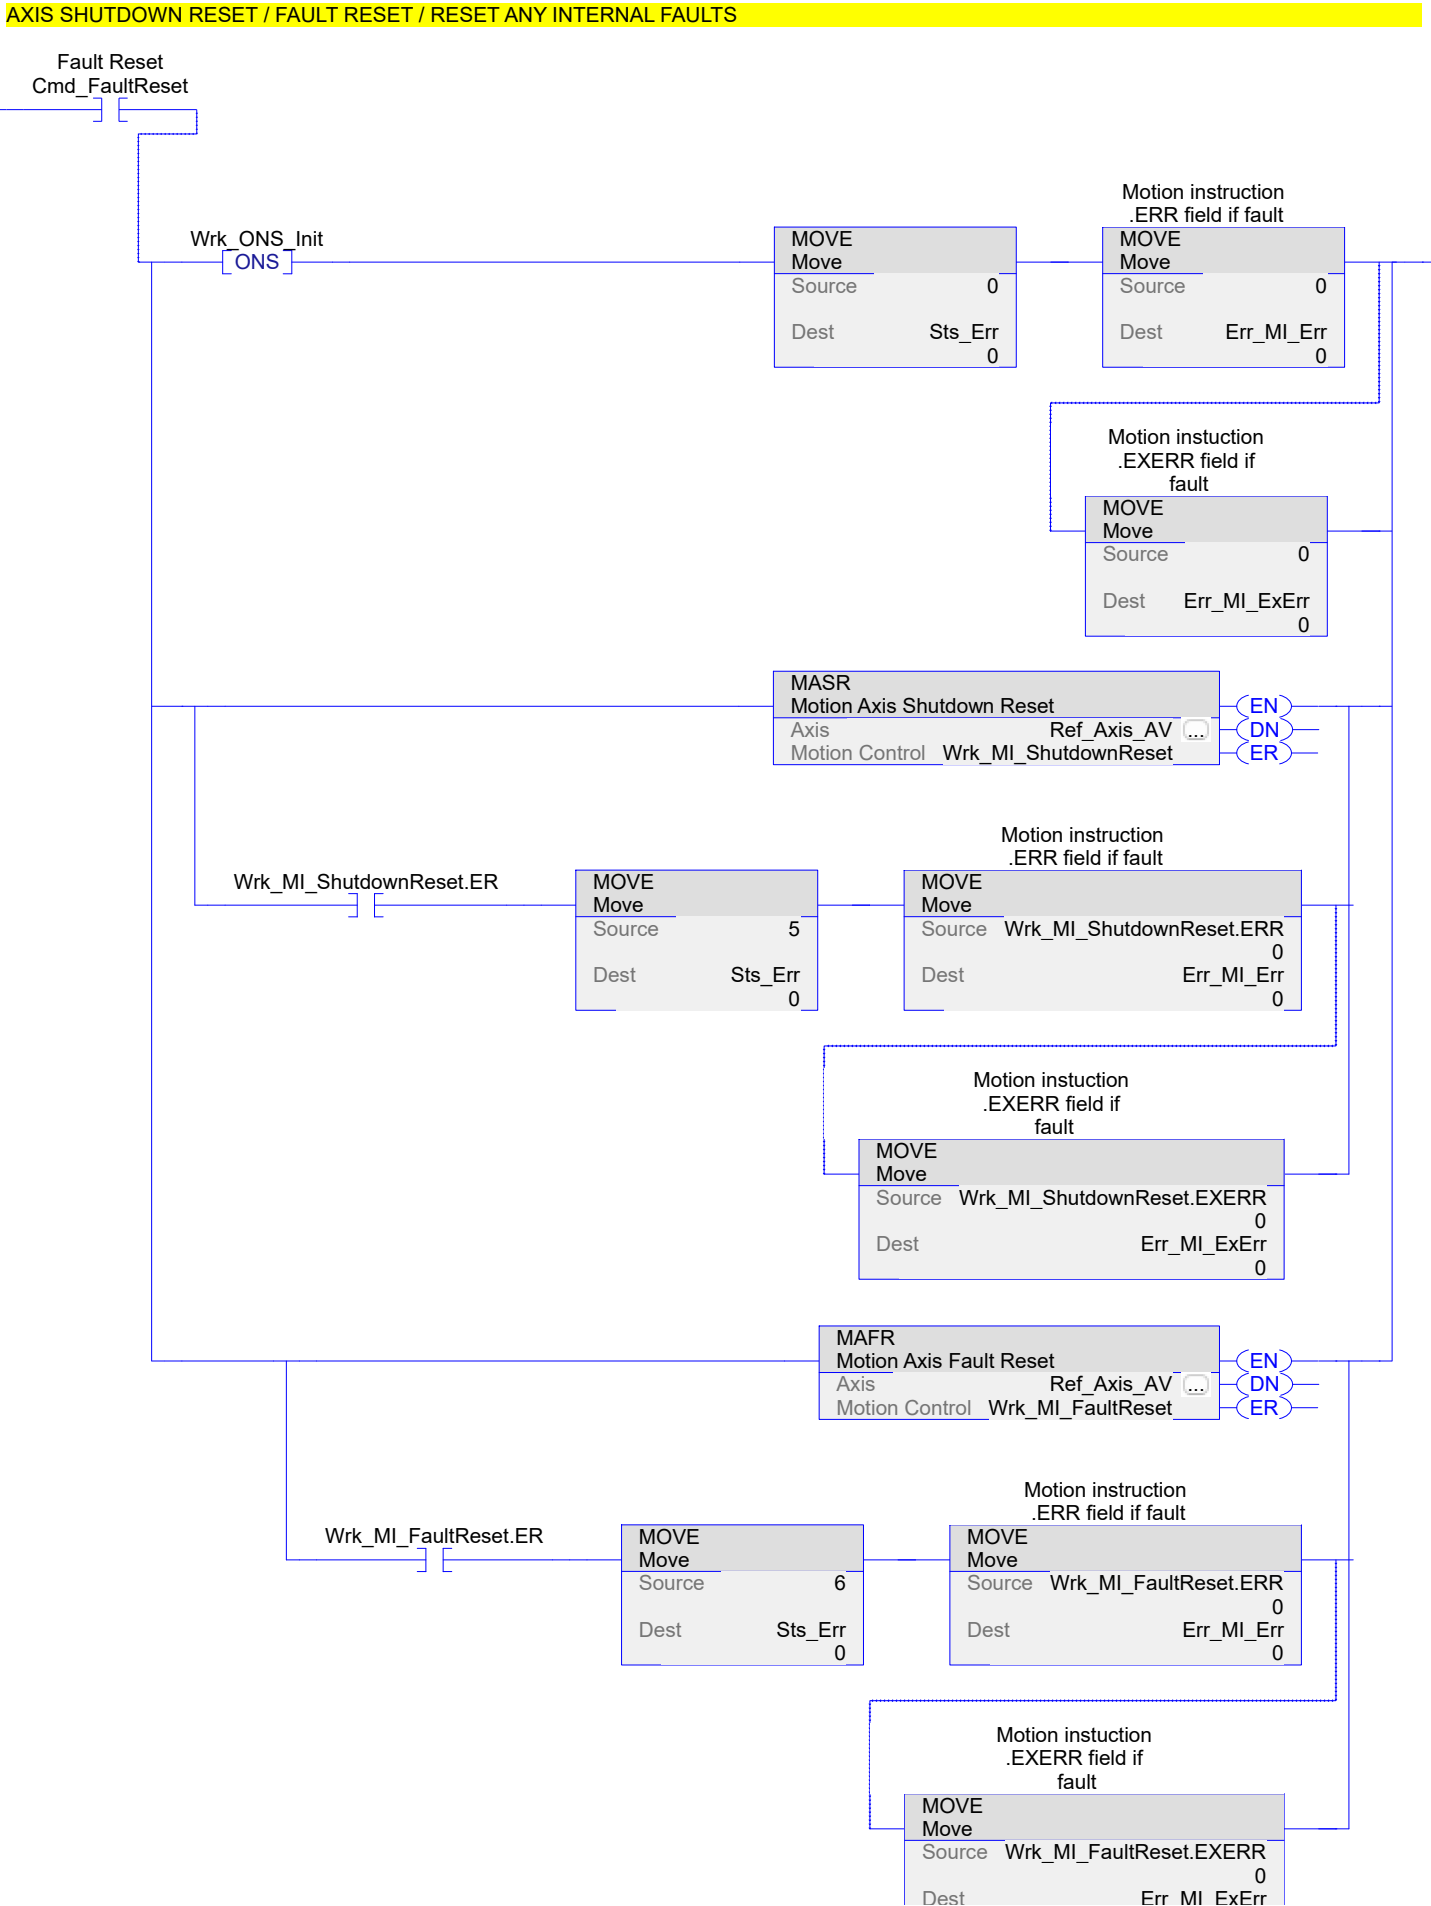 AXIS SHUTDOWN RESET / FAULT RESET / RESET ANY INTERNAL FAULTS
Fault Reset
Cmd_FaultReset
Motion instruction
.ERR field if fault
Wrk_ONS_Init
ONS
MOVE
Move
Source 0
Dest Sts_Err
0
MOVE
Move
Source 0
Dest Err_MI_Err
0
Motion instuction
.EXERR field if
fault
MOVE
Move
Source 0
Dest Err_MI_ExErr
0
MASR
Motion Axis Shutdown Reset
Axis Ref_Axis_AV ...
Motion Control Wrk_MI_ShutdownReset
EN
DN
ER
Motion instruction
.ERR field if fault
Wrk_MI_ShutdownReset.ER
MOVE
Move
Source 5
Dest Sts_Err
0
MOVE
Move
Source Wrk_MI_ShutdownReset.ERR
0
Dest Err_MI_Err
0
Motion instuction
.EXERR field if
fault
MOVE
Move
Source Wrk_MI_ShutdownReset.EXERR
0
Dest Err_MI_ExErr
0
MAFR
Motion Axis Fault Reset
Axis Ref_Axis_AV ...
Motion Control Wrk_MI_FaultReset
EN
DN
ER
Motion instruction
.ERR field if fault
Wrk_MI_FaultReset.ER
MOVE
Move
Source 6
Dest Sts_Err
0
MOVE
Move
Source Wrk_MI_FaultReset.ERR
0
Dest Err_MI_Err
0
Motion instuction
.EXERR field if
fault
MOVE
Move
Source Wrk_MI_FaultReset.EXERR
0
Dest Err_MI_ExErr